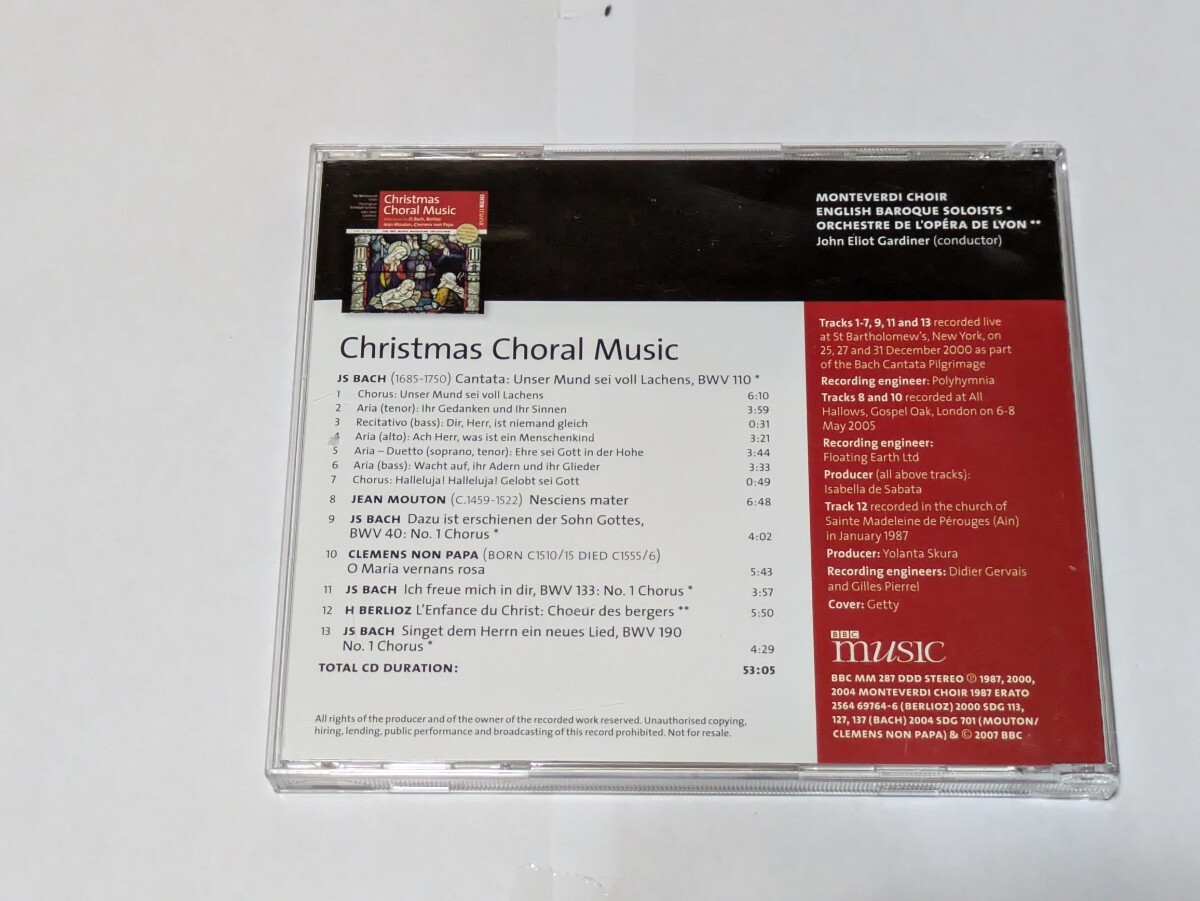 Christmas
Choral Music
JS Bach, Berlioz
Jean Mouton, Clemens non Papa
MONTEVERDI CHOIR
ENGLISH BAROQUE SOLOISTS *
ORCHESTRE DE L'OPÉRA DE LYON **
John Eliot Gardiner (conductor)
Christmas Choral Music
JS BACH (1685-1750) Cantata: Unser Mund sei voll Lachens, BWV 110 *
1 Chorus: Unser Mund sei voll Lachens 6:10
2 Aria (tenor): Ihr Gedanken und Ihr Sinnen 3:59
3 Recitativo (bass): Dir, Herr, ist niemand gleich 0:31
4 Aria (alto): Ach Herr, was ist ein Menschenkind 3:21
5 Aria – Duetto (soprano, tenor): Ehre sei Gott in der Hohe 3:44
6 Aria (bass): Wacht auf, ihr Adern und ihr Glieder 3:33
7 Chorus: Halleluja! Halleluja! Gelobt sei Gott 0:49
8 JEAN MOUTON (C.1459-1522) Nesciens mater 6:48
9 JS BACH Dazu ist erschienen der Sohn Gottes,
BWV 40: No. 1 Chorus * 4:02
10 CLEMENS NON PAPA (BORN C1510/15 DIED C1555/6)
O Maria vernans rosa 5:43
11 JS BACH Ich freue mich in dir, BWV 133: No. 1 Chorus * 3:57
12 H BERLIOZ L'Enfance du Christ: Choeur des bergers ** 5:50
13 JS BACH Singet dem Herrn ein neues Lied, BWV 190
No. 1 Chorus * 4:29
TOTAL CD DURATION: 53:05
All rights of the producer and of the owner of the recorded work reserved. Unauthorised copying,
hiring, lending, public performance and broadcasting of this record prohibited. Not for resale.
Tracks 1-7, 9, 11 and 13 recorded live
at St Bartholomew's, New York, on
25, 27 and 31 December 2000 as part
of the Bach Cantata Pilgrimage
Recording engineer: Polyhymnia
Tracks 8 and 10 recorded at All
Hallows, Gospel Oak, London on 6-8
May 2005
Recording engineer:
Floating Earth Ltd
Producer (all above tracks):
Isabella de Sabata
Track 12 recorded in the church of
Sainte Madeleine de Pérouges (Ain)
in January 1987
Producer: Yolanta Skura
Recording engineers: Didier Gervais
and Gilles Pierrel
Cover: Getty
BBC
music
BBC MM 287 DDD STEREO ℗ 1987, 2000,
2004 MONTEVERDI CHOIR 1987 ERATO
2564 69764-6 (BERLIOZ) 2000 SDG 113,
127, 137 (BACH) 2004 SDG 701 (MOUTON/
CLEMENS NON PAPA) & © 2007 BBC